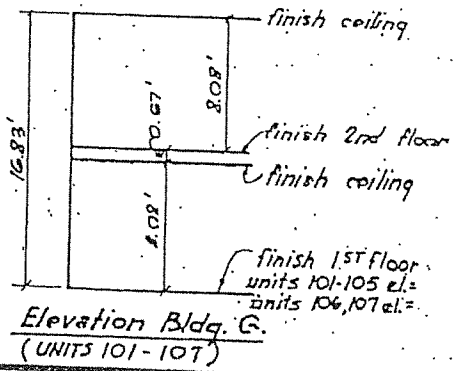 finish ceiling
8.08'
0.67'
16.83'
finish 2nd floor
finish ceiling
8.08'
finish 1ST floor
units 101-105 el.=
units 106,107 el.=
Elevation Bldg. G.
(UNITS 101-107)